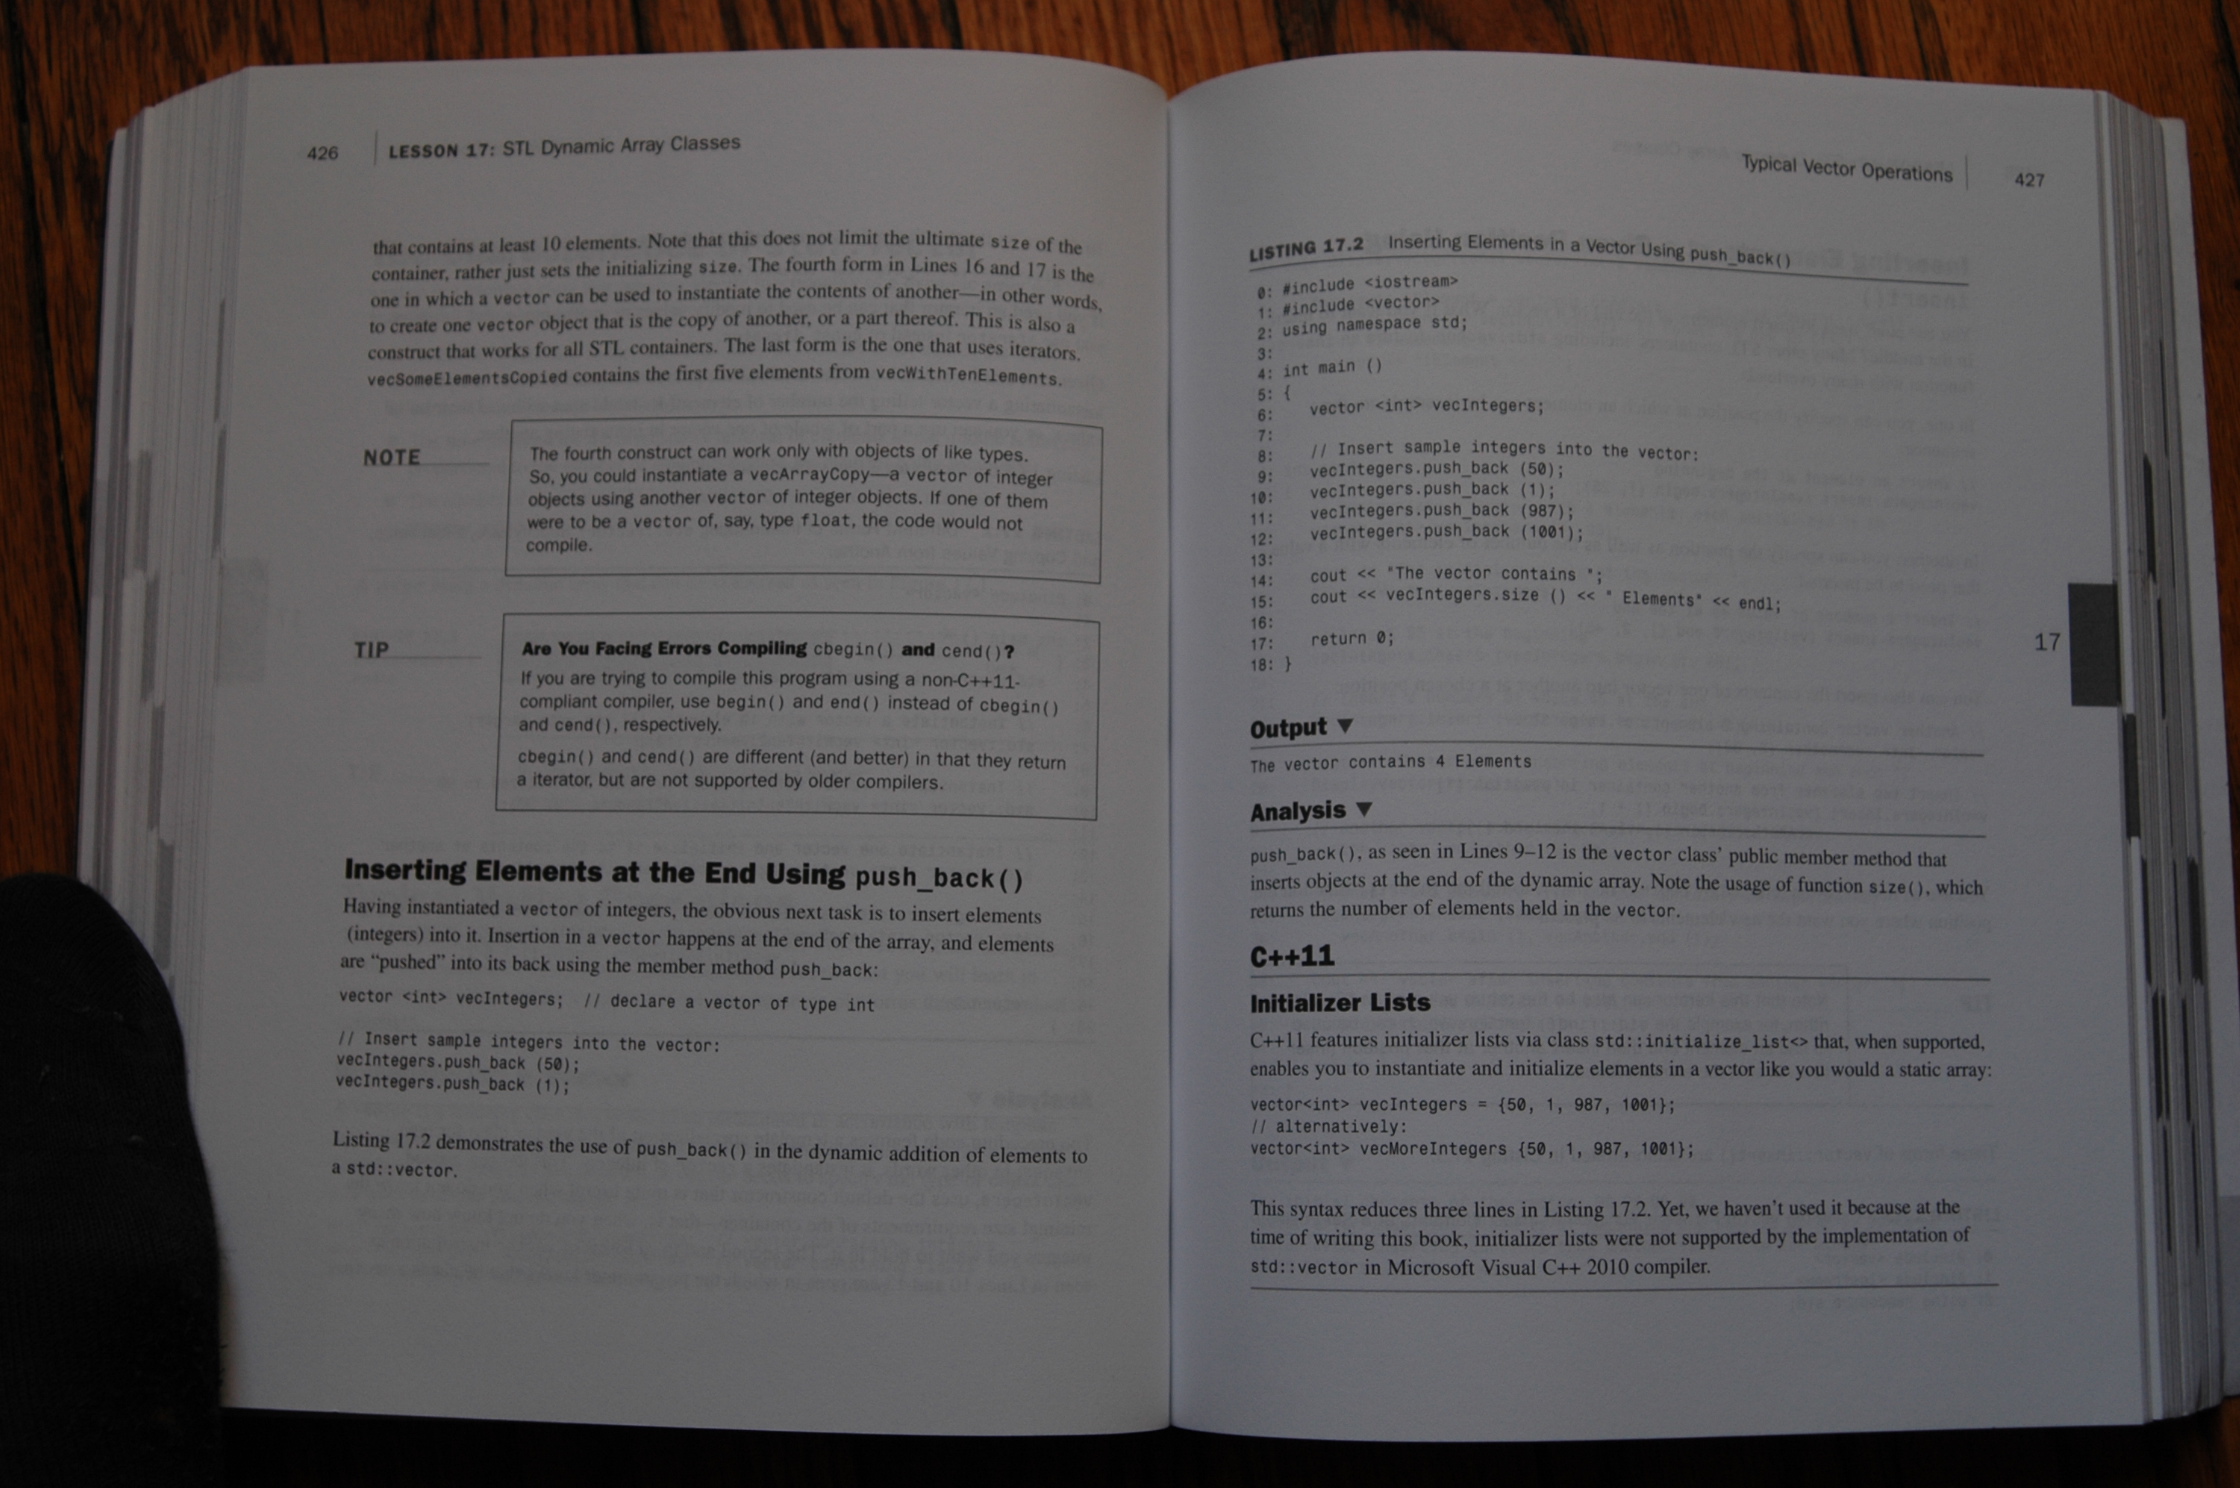 426 LESSON 17: STL Dynamic Array Classes
that contains at least 10 elements. Note that this does not limit the ultimate size of the
container, rather just sets the initializing size. The fourth form in Lines 16 and 17 is the
one in which a vector can be used to instantiate the contents of another—in other words,
to create one vector object that is the copy of another, or a part thereof. This is also a
construct that works for all STL containers. The last form is the one that uses iterators.
vecSomeElementsCopied contains the first five elements from vecWithTenElements.
NOTE
The fourth construct can work only with objects of like types.
So, you could instantiate a vecArrayCopy—a vector of integer
objects using another vector of integer objects. If one of them
were to be a vector of, say, type float, the code would not
compile.
TIP
Are You Facing Errors Compiling cbegin() and cend()?
If you are trying to compile this program using a non-C++11-
compliant compiler, use begin() and end() instead of cbegin()
and cend(), respectively.
cbegin() and cend() are different (and better) in that they return
a iterator, but are not supported by older compilers.
Inserting Elements at the End Using push_back()
Having instantiated a vector of integers, the obvious next task is to insert elements
(integers) into it. Insertion in a vector happens at the end of the array, and elements
are “pushed” into its back using the member method push_back:
vector <int> vecIntegers; // declare a vector of type int
// Insert sample integers into the vector:
vecIntegers.push_back (50);
vecIntegers.push_back (1);
Listing 17.2 demonstrates the use of push_back() in the dynamic addition of elements to
a std::vector.
Typical Vector Operations 427
LISTING 17.2 Inserting Elements in a Vector Using push_back()
0: #include <iostream>
1: #include <vector>
2: using namespace std;
3:
4: int main ()
5: {
6: vector <int> vecIntegers;
7:
8: // Insert sample integers into the vector:
9: vecIntegers.push_back (50);
10: vecIntegers.push_back (1);
11: vecIntegers.push_back (987);
12: vecIntegers.push_back (1001);
13:
14: cout << "The vector contains ";
15: cout << vecIntegers.size () << " Elements" << endl;
16:
17: return 0;
18: }
17
Output ▼
The vector contains 4 Elements
Analysis ▼
push_back(), as seen in Lines 9–12 is the vector class’ public member method that
inserts objects at the end of the dynamic array. Note the usage of function size(), which
returns the number of elements held in the vector.
C++11
Initializer Lists
C++11 features initializer lists via class std::initialize_list<> that, when supported,
enables you to instantiate and initialize elements in a vector like you would a static array:
vector<int> vecIntegers = {50, 1, 987, 1001};
// alternatively:
vector<int> vecMoreIntegers {50, 1, 987, 1001};
This syntax reduces three lines in Listing 17.2. Yet, we haven’t used it because at the
time of writing this book, initializer lists were not supported by the implementation of
std::vector in Microsoft Visual C++ 2010 compiler.